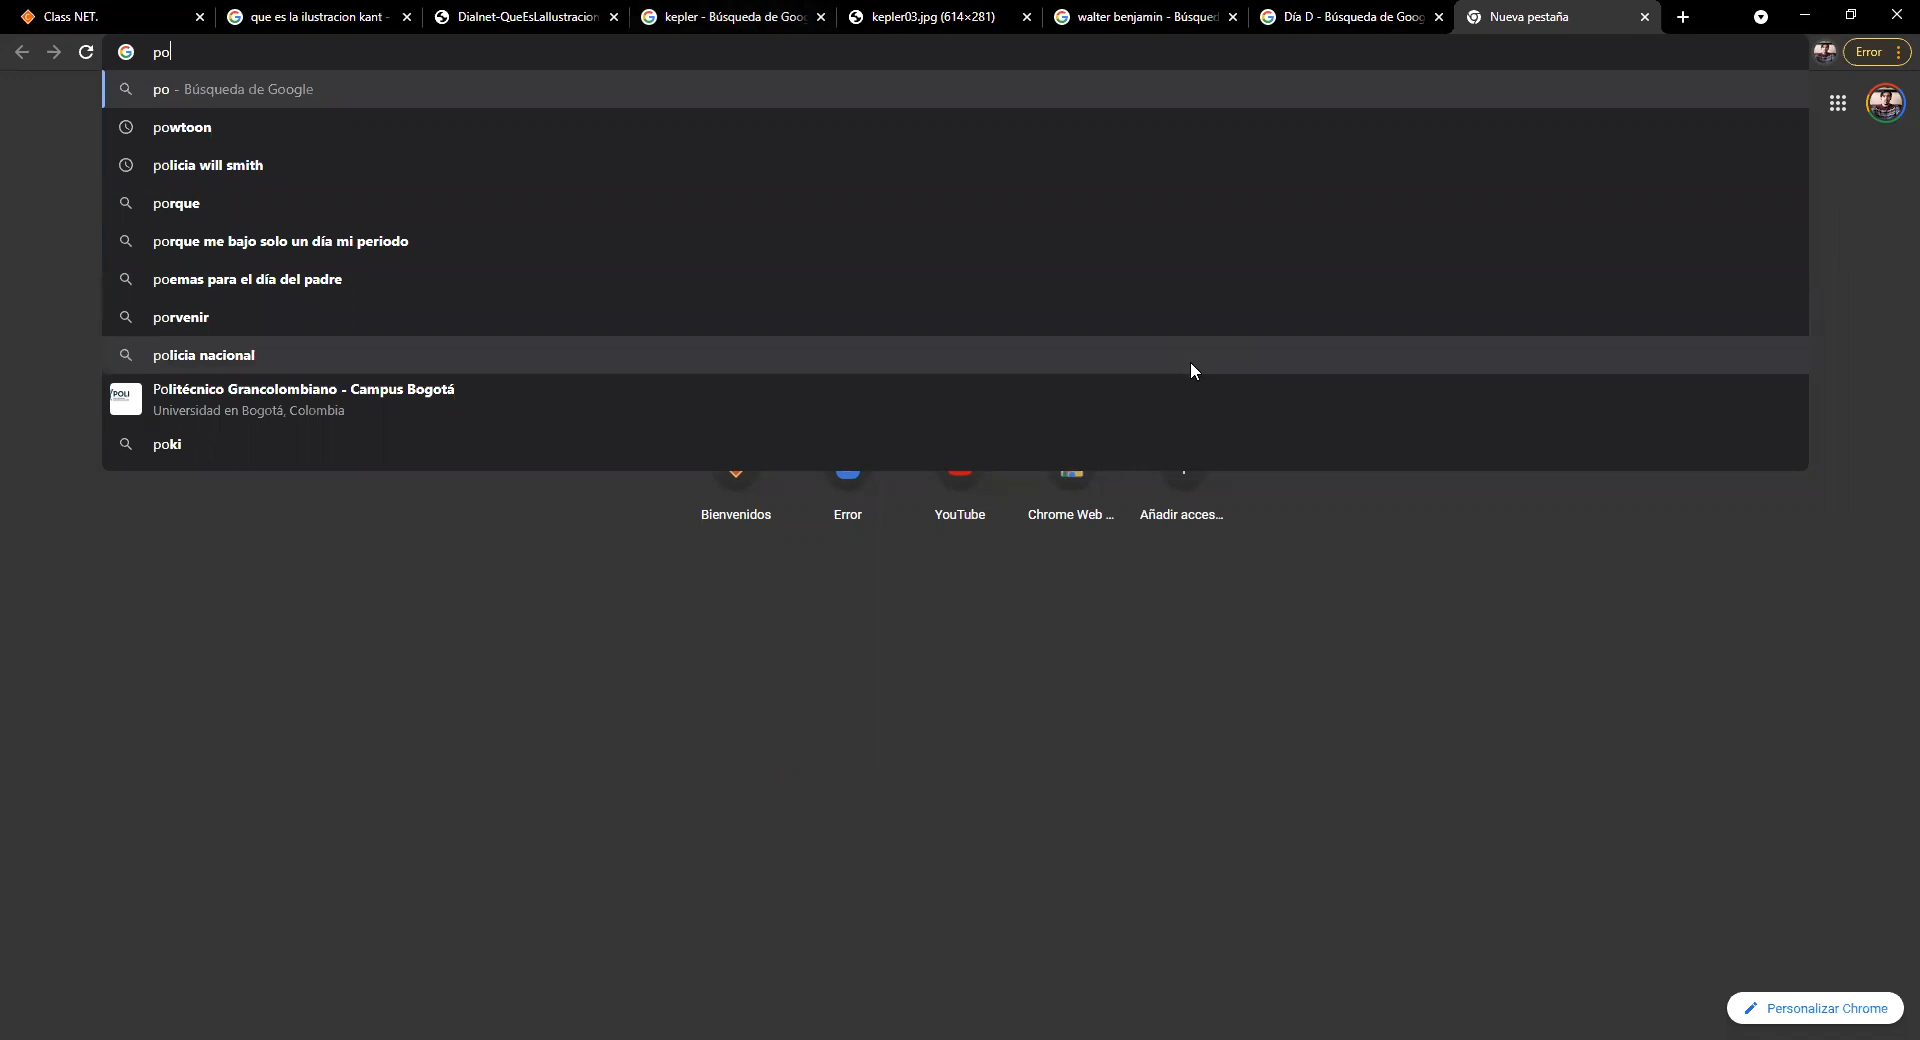 Class NET.
que es la ilustracion kant -
Dialnet-QueEsLaIlustracion
kepler - Búsqueda de Goo
kepler03.jpg (614×281)
walter benjamin - Búsqued
Día D - Búsqueda de Goog
Nueva pestaña
po
Error
po - Búsqueda de Google
powtoon
policia will smith
porque
porque me bajo solo un día mi periodo
poemas para el día del padre
porvenir
policia nacional
POLI
Politécnico Grancolombiano - Campus Bogotá
Universidad en Bogotá, Colombia
poki
Bienvenidos
Error
YouTube
Chrome Web ...
Añadir acces...
Personalizar Chrome